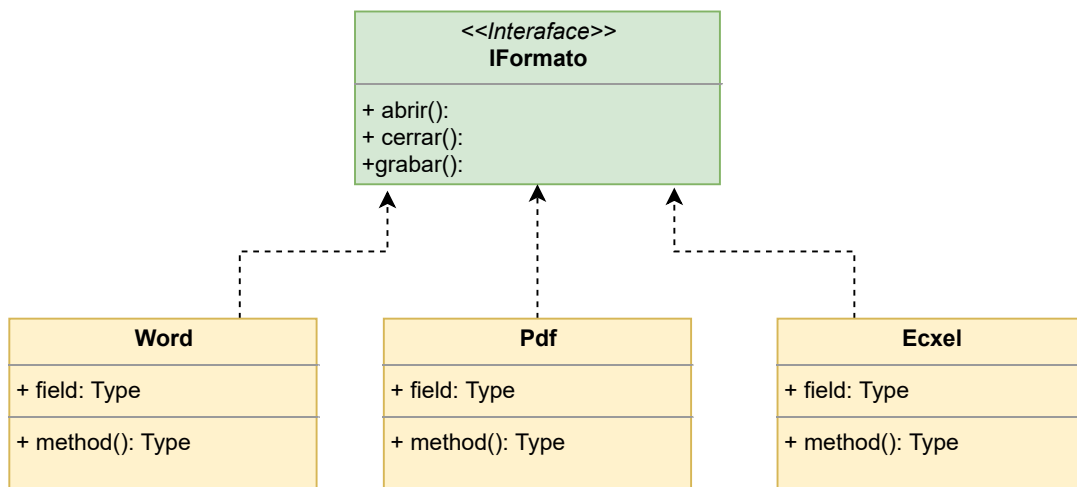 <<Interaface>>
IFormato
+ abrir():
+ cerrar():
+grabar():
Word
+ field: Type
+ method(): Type
Pdf
+ field: Type
+ method(): Type
Ecxel
+ field: Type
+ method(): Type